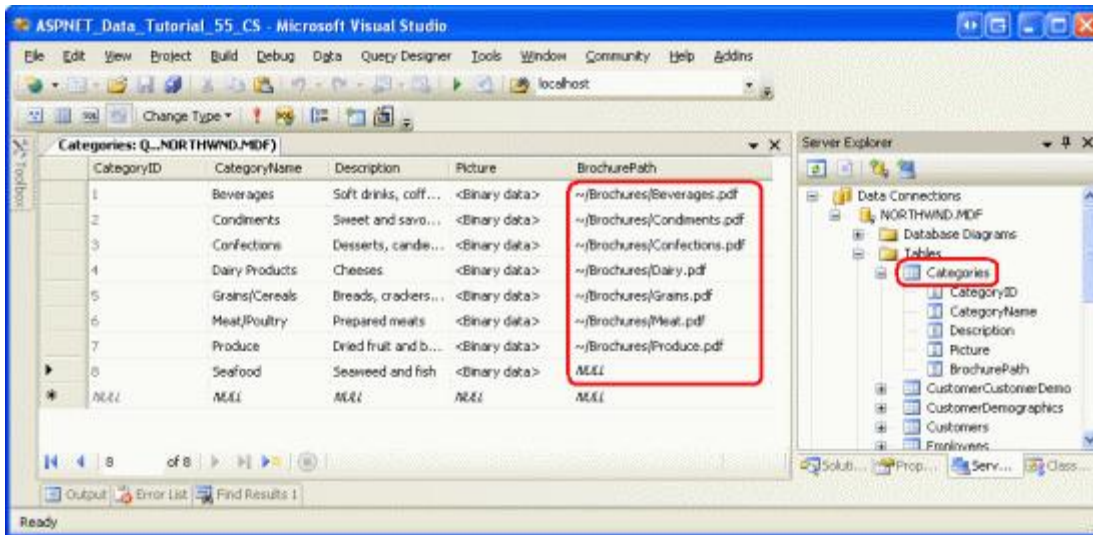 ASPNET_Data_Tutorial_55_CS - Microsoft Visual Studio
File Edit View Project Build Debug Data Query Designer Tools Window Community Help Addins
localhost
Change Type
Toolbox
Categories: Q...NORTHWND.MDF)
CategoryID CategoryName Description Picture BrochurePath
1 Beverages Soft drinks, coff... <Binary data> ~/Brochures/Beverages.pdf
2 Condiments Sweet and savo... <Binary data> ~/Brochures/Condiments.pdf
3 Confections Desserts, candie... <Binary data> ~/Brochures/Confections.pdf
4 Dairy Products Cheeses <Binary data> ~/Brochures/Dairy.pdf
5 Grains/Cereals Breads, crackers... <Binary data> ~/Brochures/Grains.pdf
6 Meat/Poultry Prepared meats <Binary data> ~/Brochures/Meat.pdf
7 Produce Dried fruit and b... <Binary data> ~/Brochures/Produce.pdf
8 Seafood Seaweed and fish <Binary data> NULL
NULL NULL NULL NULL NULL
8 of 8
Server Explorer
Data Connections
NORTHWND.MDF
Database Diagrams
Tables
Categories
CategoryID
CategoryName
Description
Picture
BrochurePath
CustomerCustomerDemo
CustomerDemographics
Customers
Employees
Soluti... Prop... Serv... Class...
Output Error List Find Results 1
Ready